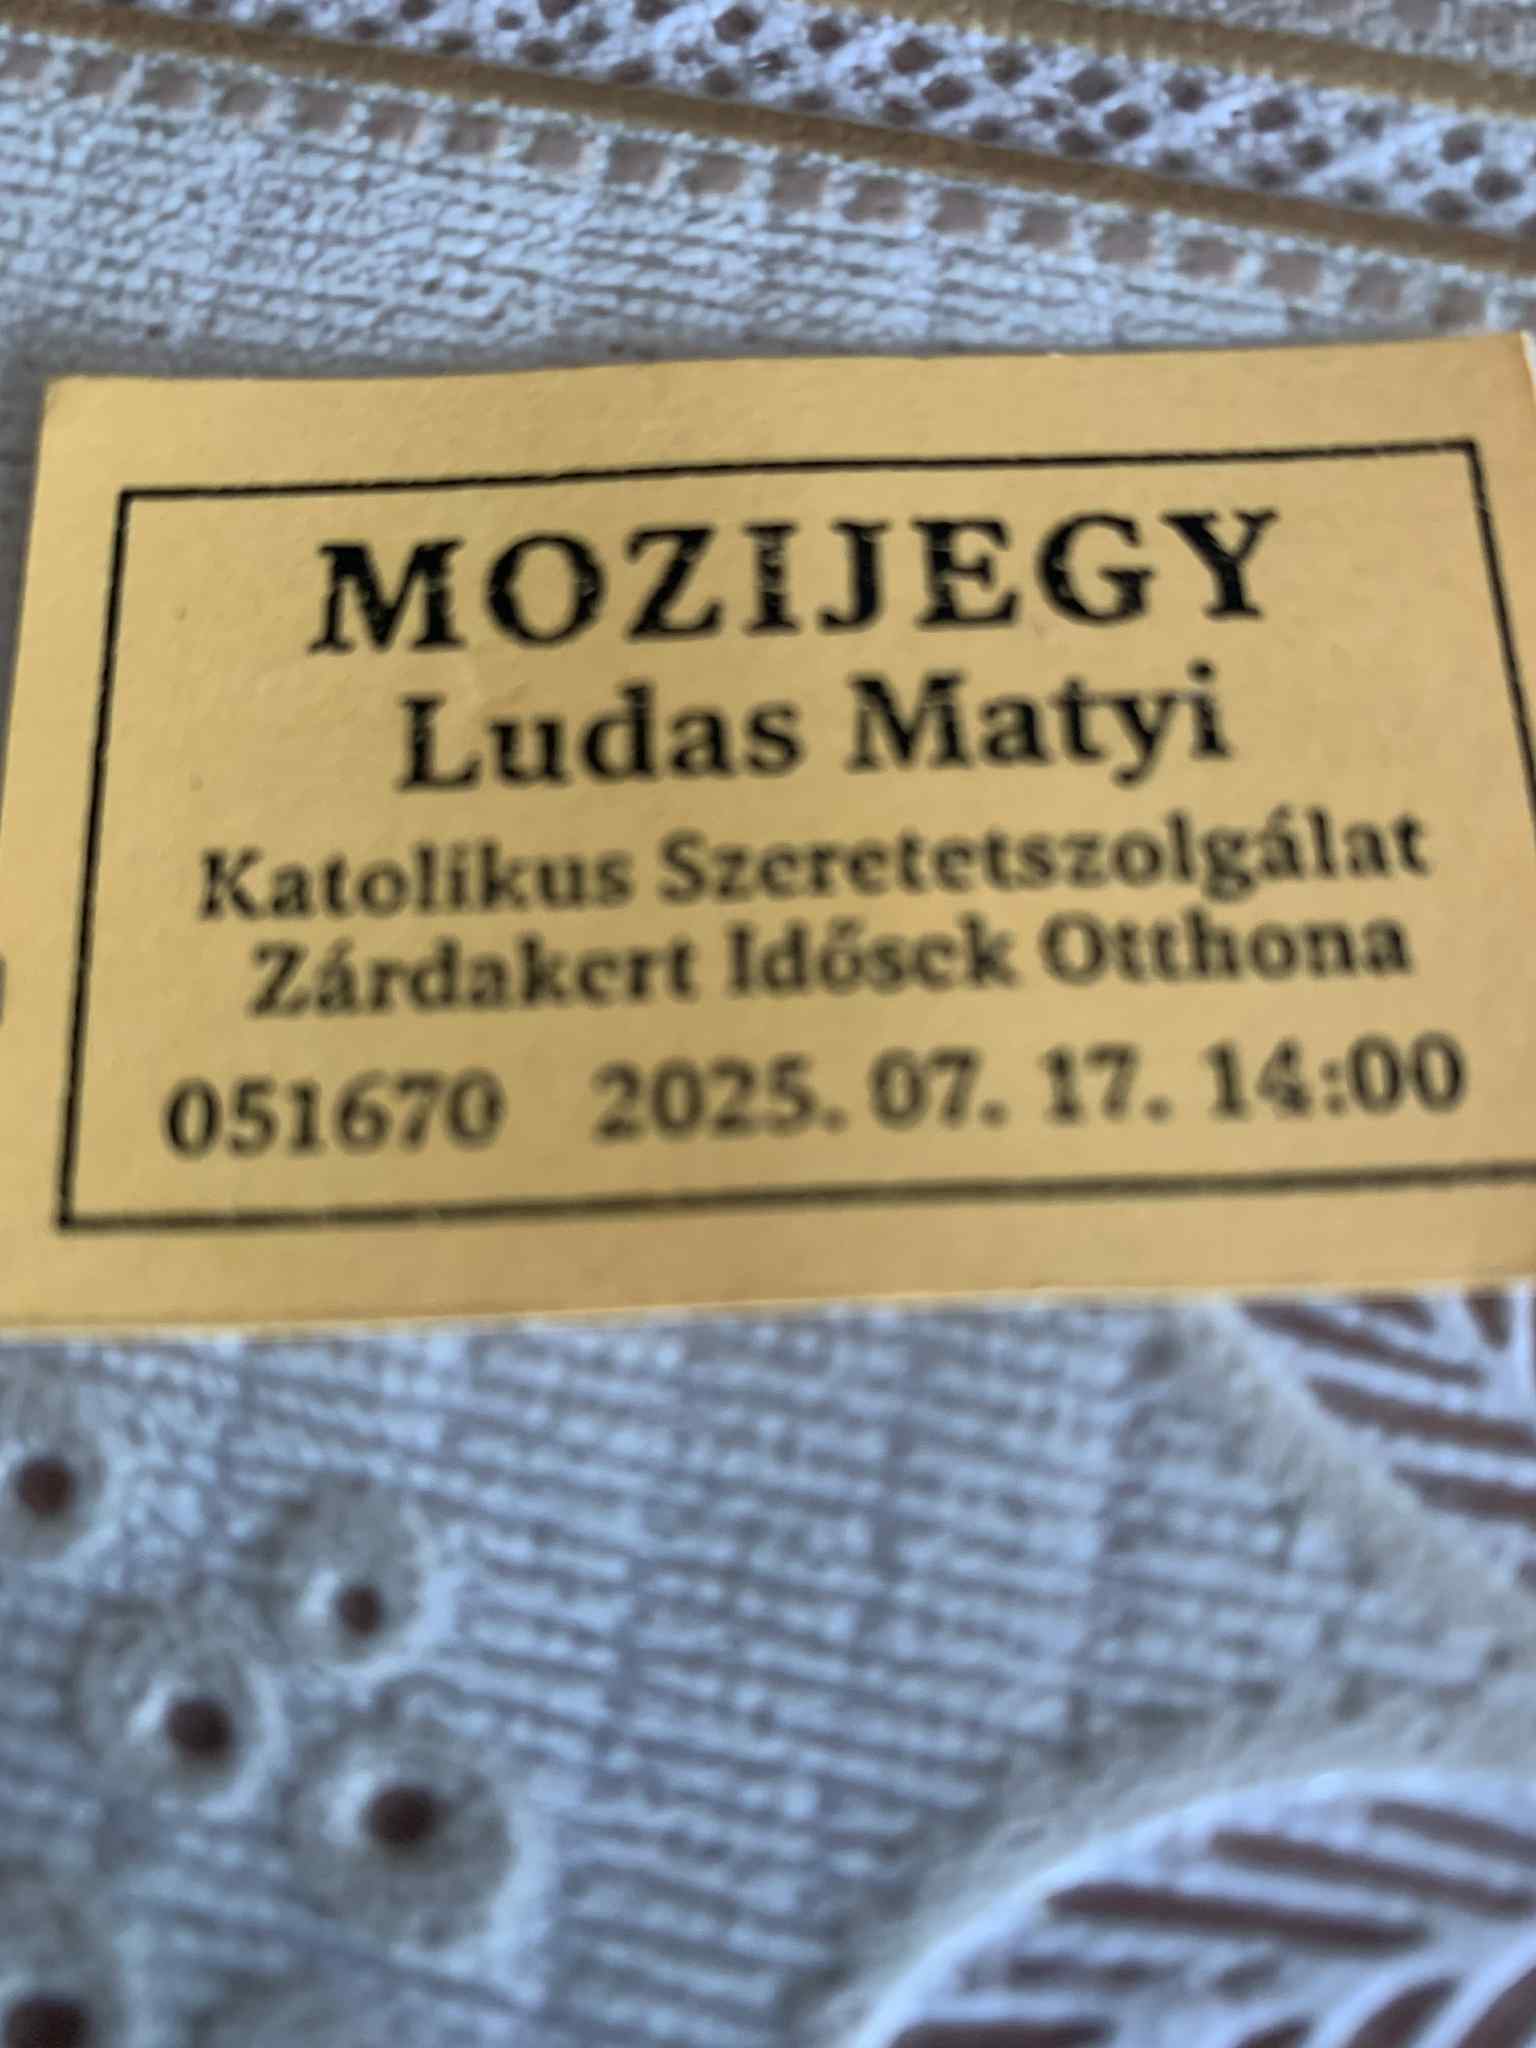 MOZIJEGY
Ludas Matyi
Katolikus Szeretetszolgálat
Zárdakert Idősek Otthona
051670 2025. 07. 17. 14:00